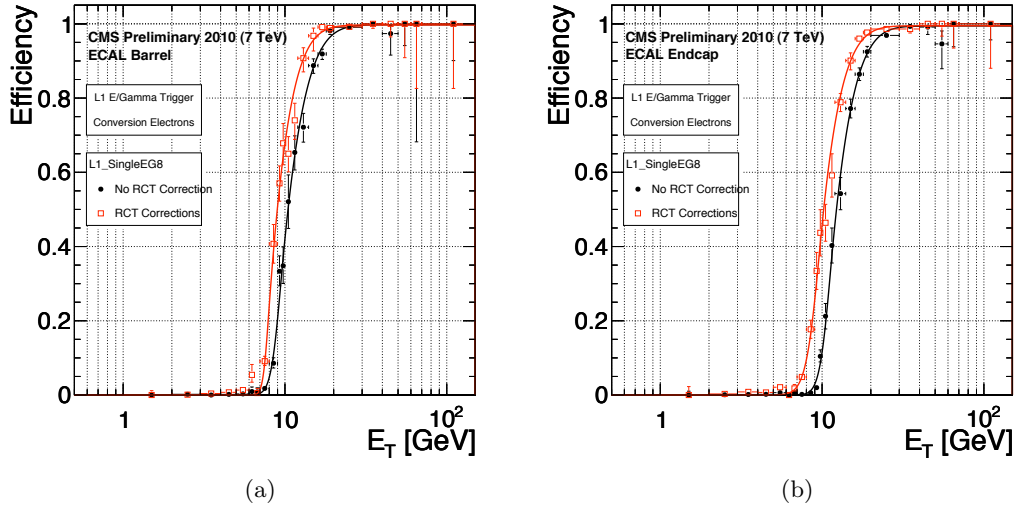 CMS Preliminary 2010 (7 TeV)
ECAL Barrel
L1 E/Gamma Trigger
Conversion Electrons
L1_SingleEG8
No RCT Correction
RCT Corrections
Efficiency
1
0.8
0.6
0.4
0.2
0
1
10
10²
E_T [GeV]
(a)
CMS Preliminary 2010 (7 TeV)
ECAL Endcap
L1 E/Gamma Trigger
Conversion Electrons
L1_SingleEG8
No RCT Correction
RCT Corrections
Efficiency
1
0.8
0.6
0.4
0.2
0
1
10
10²
E_T [GeV]
(b)